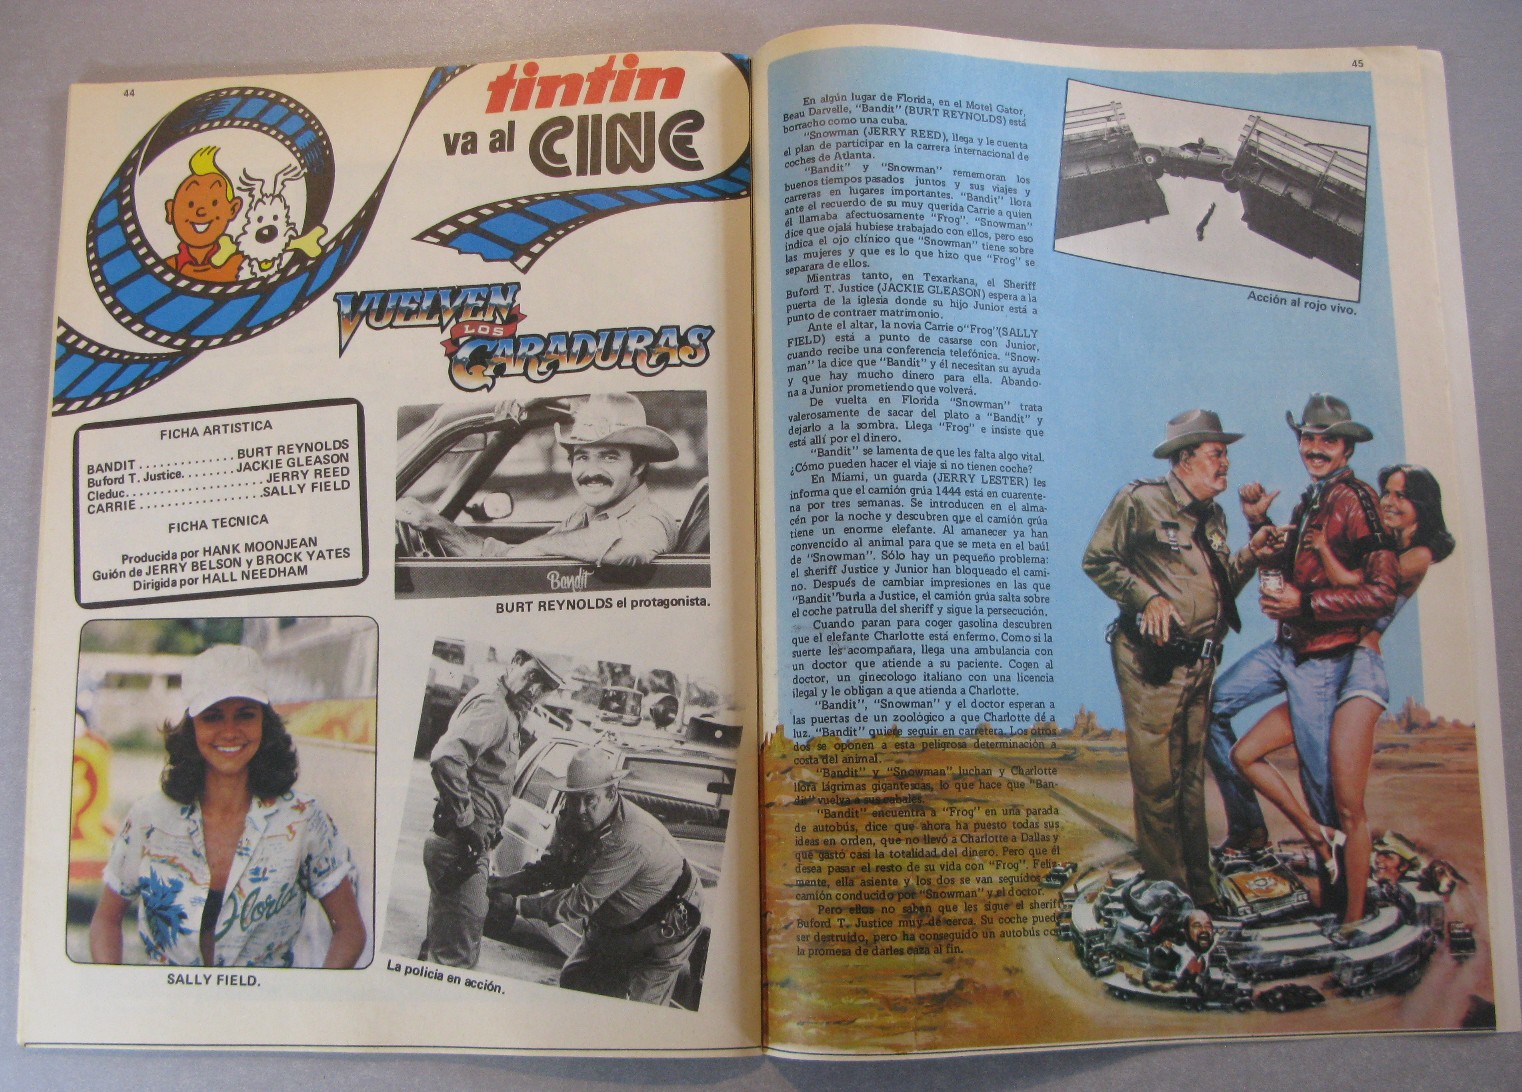 44
tintin
va al CINE
VUELVEN
LOS
CARADURAS
FICHA ARTISTICA
BANDIT . . . . . . . . . . . . . BURT REYNOLDS
Buford T. Justice. . . . . . . . JACKIE GLEASON
Cleduc. . . . . . . . . . . . . . . . . . . . JERRY REED
CARRIE . . . . . . . . . . . . . . . . . .SALLY FIELD
FICHA TECNICA
Producida por HANK MOONJEAN
Guión de JERRY BELSON y BROCK YATES
Dirigida por HALL NEEDHAM
Bandit
BURT REYNOLDS el protagonista.
Florida
SALLY FIELD.
La policía en acción.
45
En algún lugar de Florida, en el Motel Gator,
Beau Darvelle, "Bandit" (BURT REYNOLDS) está
borracho como una cuba.
"Snowman (JERRY REED), llega y le cuenta
el plan de participar en la carrera internacional de
coches de Atlanta.
"Bandit" y "Snowman" rememoran los
buenos tiempos pasados juntos y sus viajes y
carreras en lugares importantes. "Bandit" llora
ante el recuerdo de su muy querida Carrie a quien
él llamaba afectuosamente "Frog". "Snowman"
dice que ojalá hubiese trabajado con ellos, pero eso
indica el ojo clínico que "Snowman" tiene sobre
las mujeres y que es lo que hizo que "Frog" se
separara de ellos.
Mientras tanto, en Texarkana, el Sheriff
Buford T. Justice (JACKIE GLEASON) espera a la
puerta de la iglesia donde su hijo Junior está a
punto de contraer matrimonio.
Ante el altar, la novia Carrie o"Frog"(SALLY
FIELD) está a punto de casarse con Junior,
cuando recibe una conferencia telefónica. "Snow-
man" la dice que "Bandit" y él necesitan su ayuda
y que hay mucho dinero para ella. Abando-
na a Junior prometiendo que volverá.
De vuelta en Florida "Snowman" trata
valerosamente de sacar del plato a "Bandit" y
dejarlo a la sombra. Llega "Frog" e insiste que
está allí por el dinero.
"Bandit" se lamenta de que les falta algo vital.
¿Cómo pueden hacer el viaje si no tienen coche?
En Miami, un guarda (JERRY LESTER) les
informa que el camión grúa 1444 está en cuarente-
na por tres semanas. Se introducen en el alma-
cén por la noche y descubren que el camión grúa
tiene un enorme elefante. Al amanecer ya han
convencido al animal para que se meta en el baúl
de "Snowman". Sólo hay un pequeño problema:
el sheriff Justice y Junior han bloqueado el cami-
no. Después de cambiar impresiones en las que
"Bandit"burla a Justice, el camión grúa salta sobre
el coche patrulla del sheriff y sigue la persecución.
Cuando paran para coger gasolina descubren
que el elefante Charlotte está enfermo. Como si la
suerte les acompañara, llega una ambulancia con
un doctor que atiende a su paciente. Cogen al
doctor, un ginecologo italiano con una licencia
ilegal y le obligan a que atienda a Charlotte.
"Bandit", "Snowman" y el doctor esperan a
las puertas de un zoológico a que Charlotte dé a
luz. "Bandit" quiere seguir en carretera. Los otros
dos se oponen a esta peligrosa determinación a
costa del animal.
"Bandit" y "Snowman" luchan y Charlotte
llora lágrimas gigantescas, lo que hace que "Ban-
dit" vuelva a sus cabales.
"Bandit" encuentra a "Frog" en una parada
de autobús, dice que ahora ha puesto todas sus
ideas en orden, que no llevó a Charlotte a Dallas y
que gastó casi la totalidad del dinero. Pero que él
desea pasar el resto de su vida con "Frog". Feliz-
mente, ella asiente y los dos se van seguidos de
camión conducido por "Snowman" y el doctor.
Pero ellos no saben que les sigue el sheriff
Buford T. Justice muy de cerca. Su coche puede
ser destruido, pero ha conseguido un autobús con
la promesa de darles caza al fin.
Acción al rojo vivo.